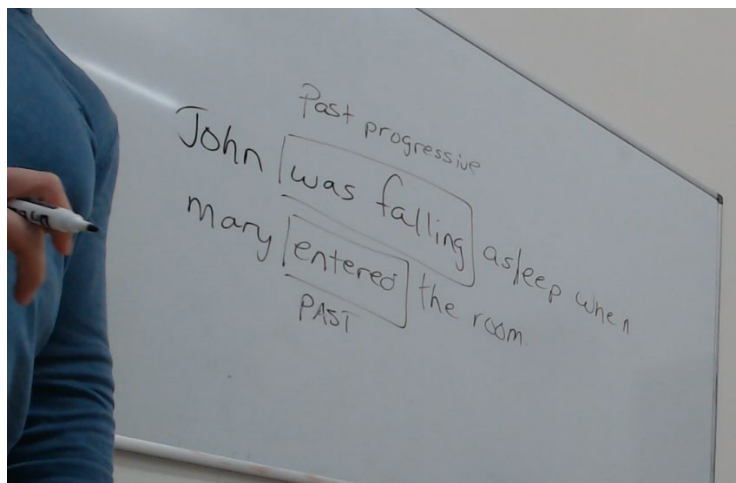 Past progressive
John was falling asleep when
mary entered the room
PAST